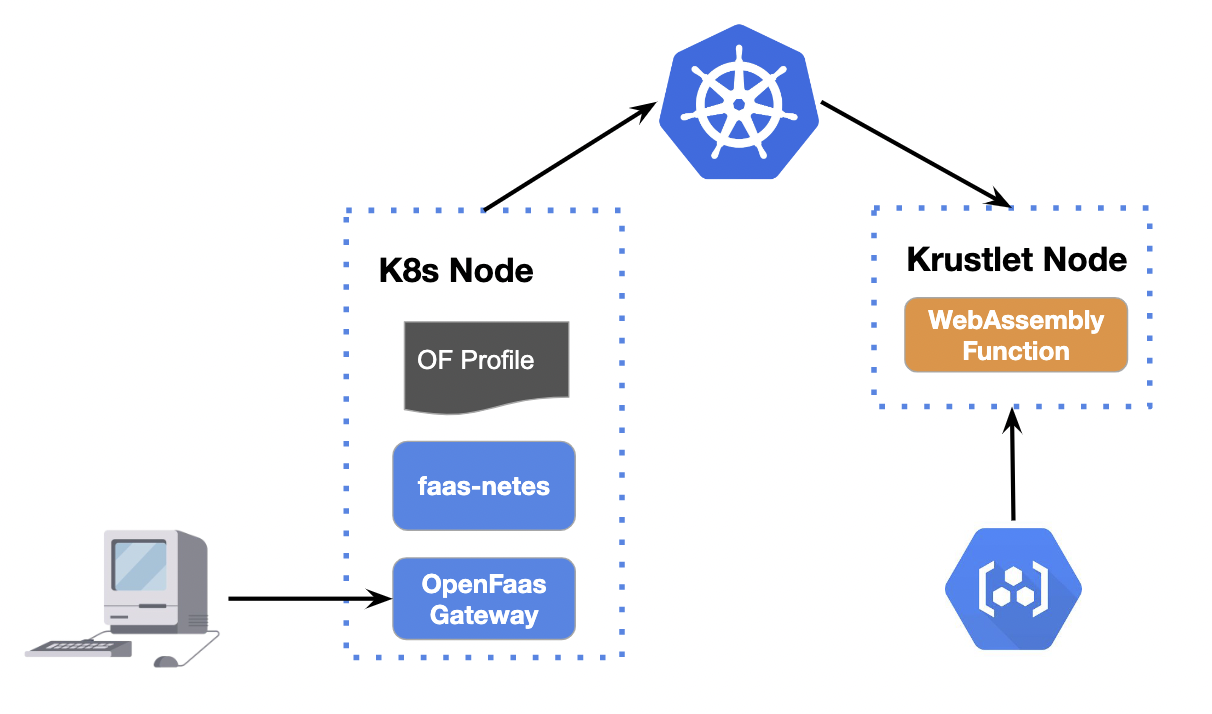 K8s Node
OF Profile
faas-netes
OpenFaas
Gateway
Krustlet Node
WebAssembly
Function